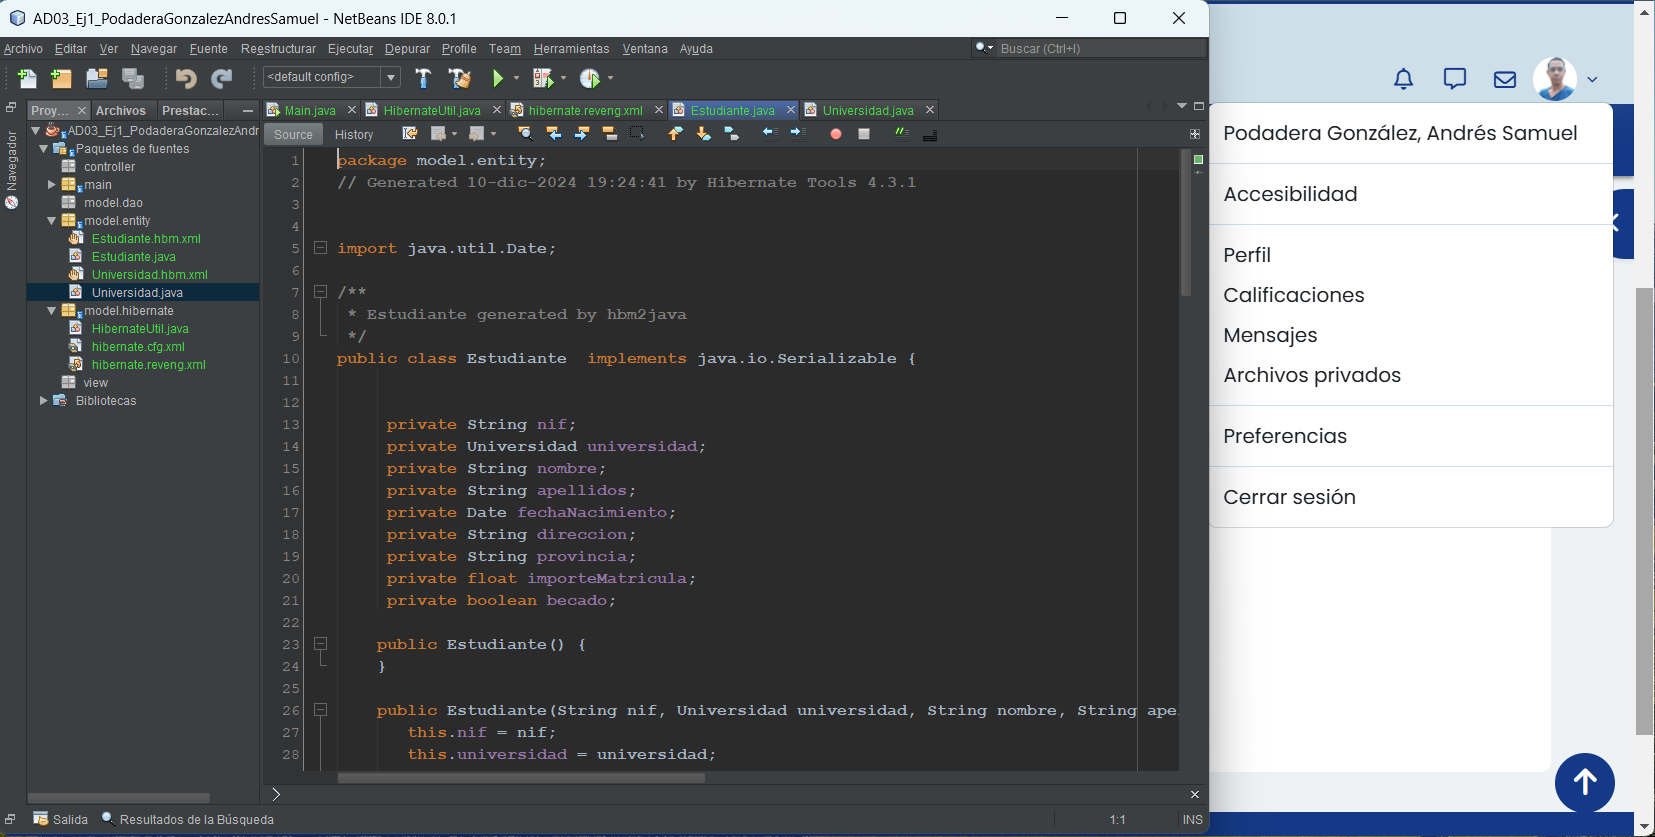 AD03_Ej1_PodaderaGonzalezAndresSamuel - NetBeans IDE 8.0.1
Archivo Editar Ver Navegar Fuente Reestructurar Ejecutar Depurar Profile Team Herramientas Ventana Ayuda
Buscar (Ctrl+I)
<default config>
Proy... Archivos Prestac...
Navegador
AD03_Ej1_PodaderaGonzalezAndr
Paquetes de fuentes
controller
main
model.dao
model.entity
Estudiante.hbm.xml
Estudiante.java
Universidad.hbm.xml
Universidad.java
model.hibernate
HibernateUtil.java
hibernate.cfg.xml
hibernate.reveng.xml
view
Bibliotecas
Main.java HibernateUtil.java hibernate.reveng.xml Estudiante.java Universidad.java
Source History
1 package model.entity;
2 // Generated 10-dic-2024 19:24:41 by Hibernate Tools 4.3.1
3
4
5 import java.util.Date;
6
7 /**
8 * Estudiante generated by hbm2java
9 */
10 public class Estudiante  implements java.io.Serializable {
11
12
13 private String nif;
14 private Universidad universidad;
15 private String nombre;
16 private String apellidos;
17 private Date fechaNacimiento;
18 private String direccion;
19 private String provincia;
20 private float importeMatricula;
21 private boolean becado;
22
23 public Estudiante() {
24 }
25
26 public Estudiante(String nif, Universidad universidad, String nombre, String ape
27 this.nif = nif;
28 this.universidad = universidad;
Salida Resultados de la Búsqueda
1:1 INS
Podadera González, Andrés Samuel
Accesibilidad
Perfil
Calificaciones
Mensajes
Archivos privados
Preferencias
Cerrar sesión